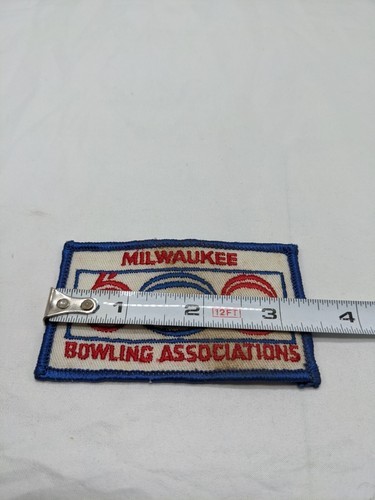 MILWAUKEE
1 2 12FT 3 4
BOWLING ASSOCIATIONS